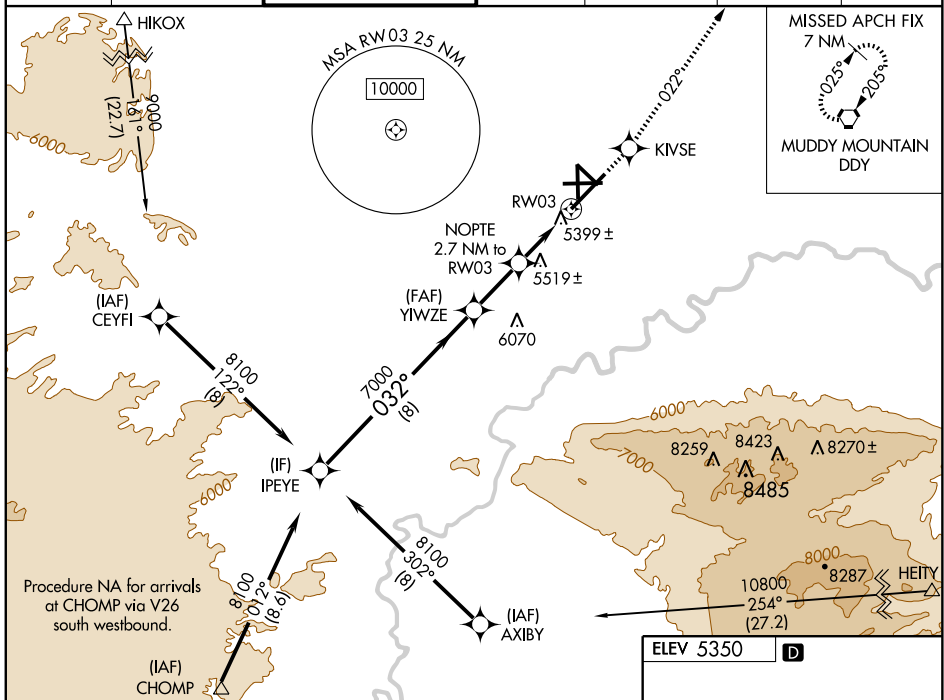 HIKOX
9000
161°
(22.7)
6000
MSA RW03 25 NM
10000
022°
MISSED APCH FIX
7 NM
025°
205°
MUDDY MOUNTAIN
DDY
KIVSE
RW03
5399 ±
NOPTE
2.7 NM to
RW03
5519 ±
(FAF)
YIWZE
6070
(IAF)
CEYFI
8100
122°
(8)
7000
032°
(8)
(IF)
IPEYE
6000
6000
7000
8259
8423
8270 ±
8485
8000
8287
HEITY
10800
254°
(27.2)
8100
302°
(8)
(IAF)
AXIBY
Procedure NA for arrivals
at CHOMP via V26
south westbound.
8100
012°
(8.6)
(IAF)
CHOMP
ELEV 5350
D